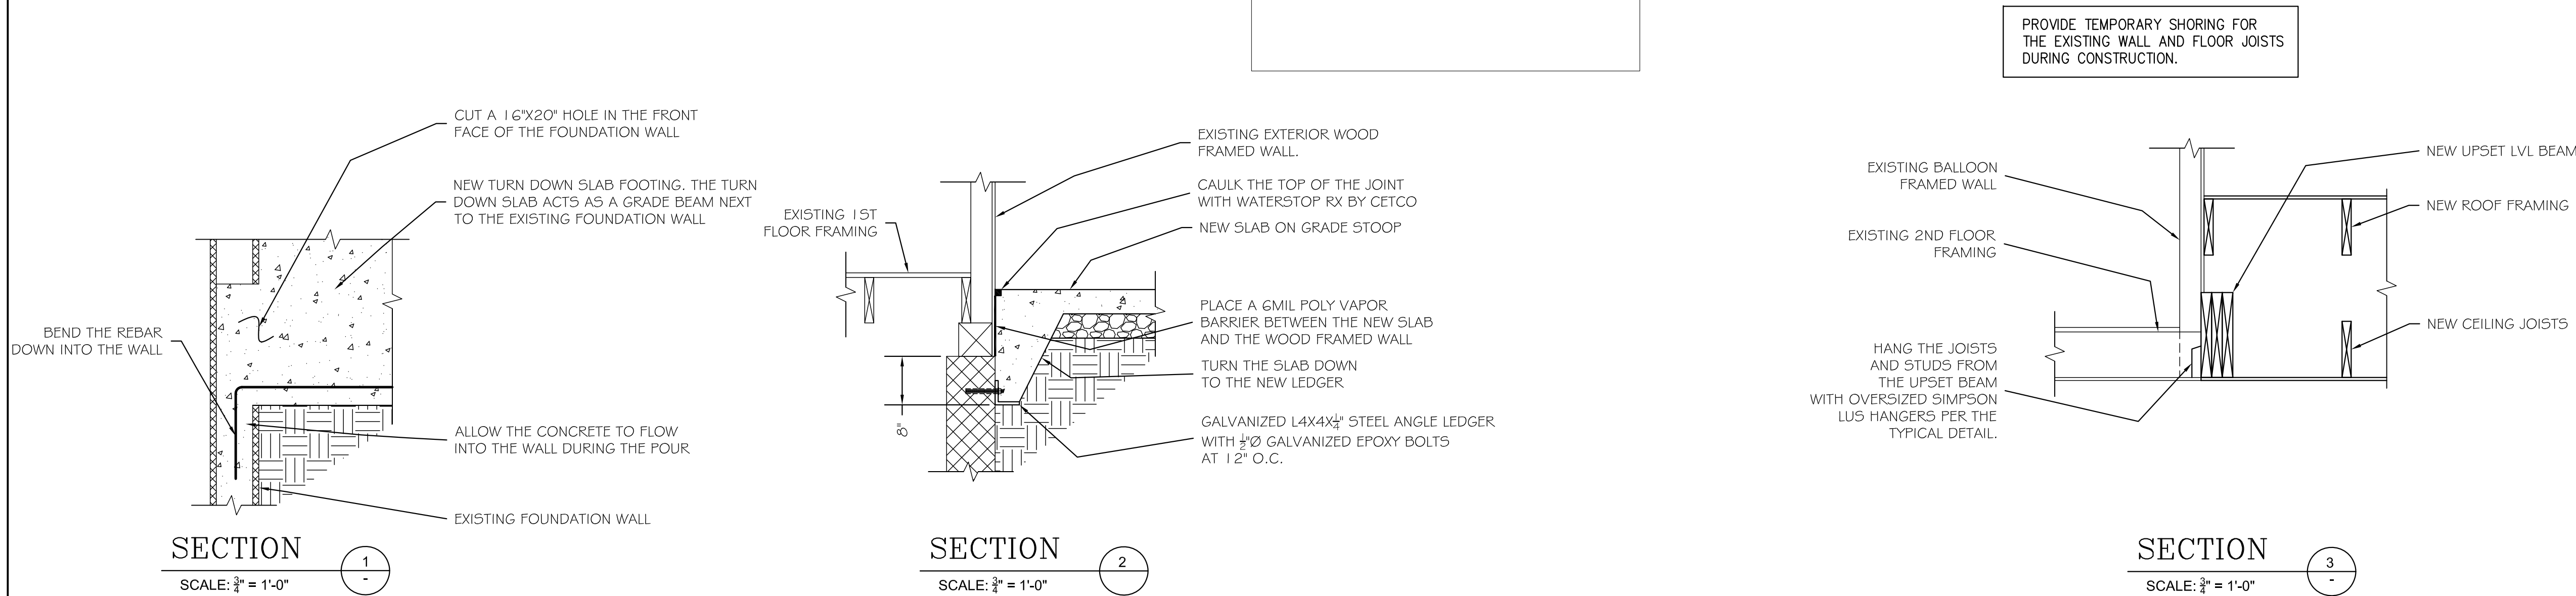 PROVIDE TEMPORARY SHORING FOR
THE EXISTING WALL AND FLOOR JOISTS
DURING CONSTRUCTION.
CUT A 16"X20" HOLE IN THE FRONT
FACE OF THE FOUNDATION WALL
NEW TURN DOWN SLAB FOOTING. THE TURN
DOWN SLAB ACTS AS A GRADE BEAM NEXT
TO THE EXISTING FOUNDATION WALL
BEND THE REBAR
DOWN INTO THE WALL
ALLOW THE CONCRETE TO FLOW
INTO THE WALL DURING THE POUR
EXISTING FOUNDATION WALL
SECTION
1
-
SCALE: 3/4" = 1'-0"
EXISTING EXTERIOR WOOD
FRAMED WALL.
CAULK THE TOP OF THE JOINT
WITH WATERSTOP RX BY CETCO
NEW SLAB ON GRADE STOOP
EXISTING 1ST
FLOOR FRAMING
PLACE A 6MIL POLY VAPOR
BARRIER BETWEEN THE NEW SLAB
AND THE WOOD FRAMED WALL
TURN THE SLAB DOWN
TO THE NEW LEDGER
8"
GALVANIZED L4X4X1/4" STEEL ANGLE LEDGER
WITH 1/2"Ø GALVANIZED EPOXY BOLTS
AT 12" O.C.
SECTION
2
SCALE: 3/4" = 1'-0"
EXISTING BALLOON
FRAMED WALL
EXISTING 2ND FLOOR
FRAMING
HANG THE JOISTS
AND STUDS FROM
THE UPSET BEAM
WITH OVERSIZED SIMPSON
LUS HANGERS PER THE
TYPICAL DETAIL.
NEW UPSET LVL BEAM
NEW ROOF FRAMING
NEW CEILING JOISTS
SECTION
3
-
SCALE: 3/4" = 1'-0"